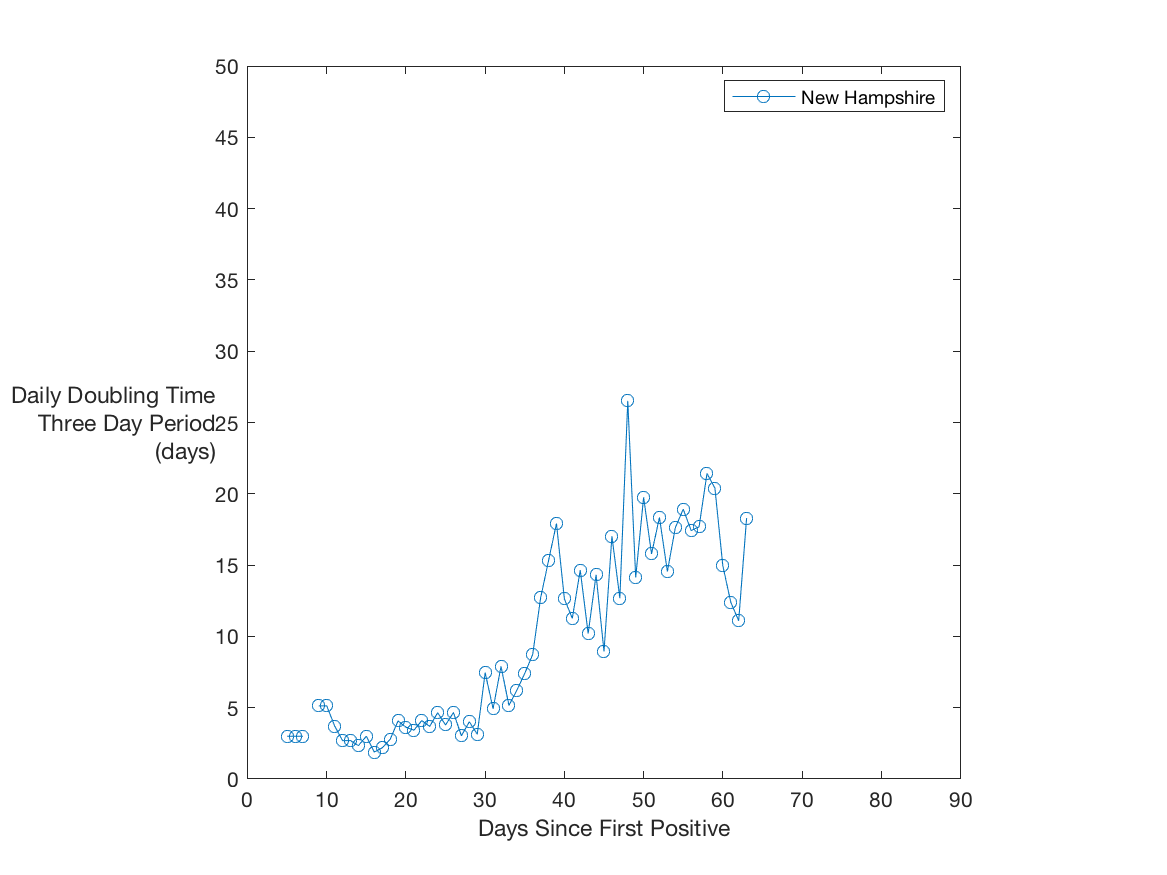 50
New Hampshire
45
40
35
30
Daily Doubling Time
Three Day Period
(days)
25
20
15
10
5
0
0 10 20 30 40 50 60 70 80 90
Days Since First Positive